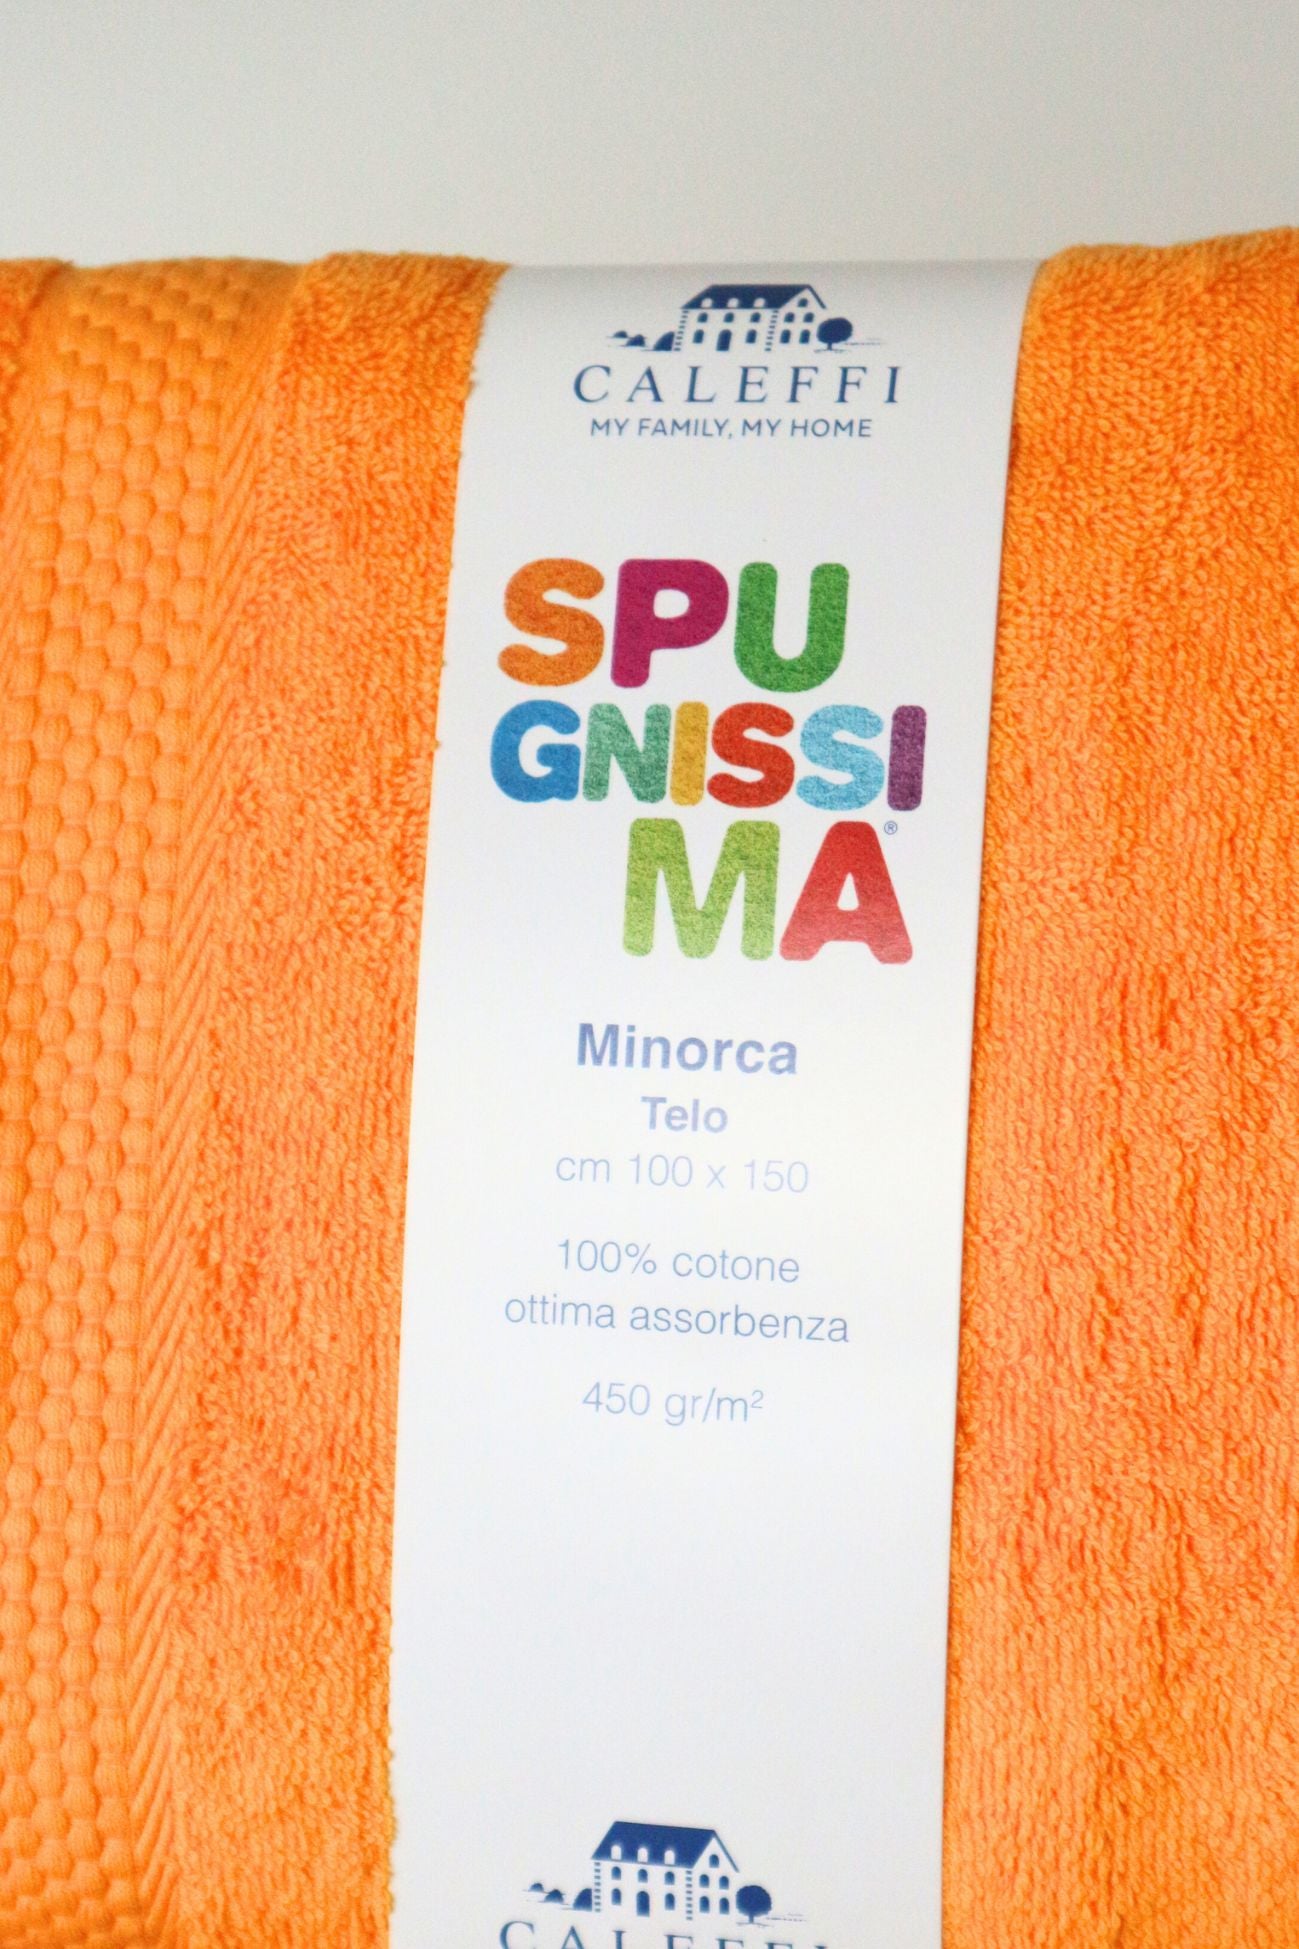 CALEFFI
MY FAMILY, MY HOME
SPU
GNISSI
MA®
Minorca
Telo
cm 100 x 150
100% cotone
ottima assorbenza
450 gr/m²
CALEFFI